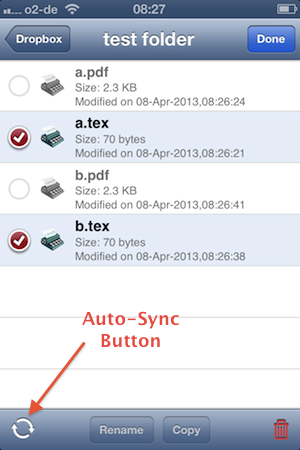 o2-de 08:27
Dropbox test folder Done
a.pdf
Size: 2.3 KB
Modified on 08-Apr-2013,08:26:24
a.tex
Size: 70 bytes
Modified on 08-Apr-2013,08:26:21
b.pdf
Size: 2.3 KB
Modified on 08-Apr-2013,08:26:41
b.tex
Size: 70 bytes
Modified on 08-Apr-2013,08:26:38
Auto-Sync
Button
Rename Copy